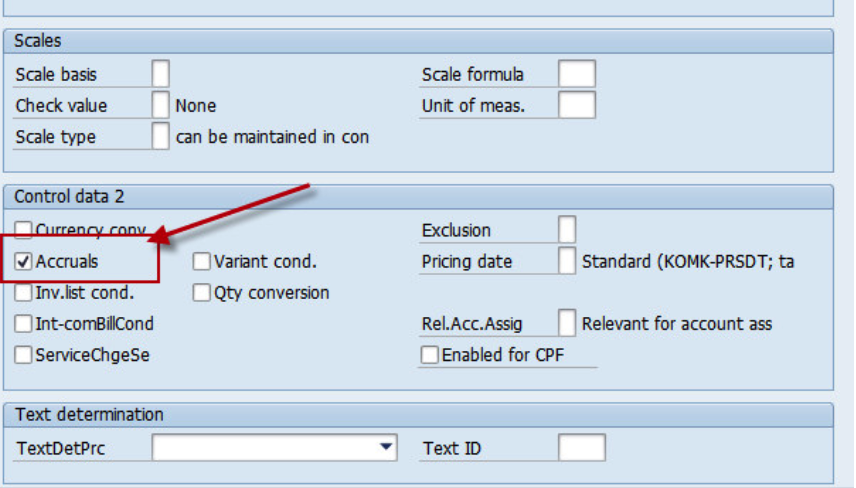 Scales
Scale basis Scale formula
Check value None Unit of meas.
Scale type can be maintained in con
Control data 2
Currency conv. Exclusion
Accruals Variant cond. Pricing date Standard (KOMK-PRSDT; ta
Inv.list cond. Qty conversion
Int-comBillCond Rel.Acc.Assig Relevant for account ass
ServiceChgeSe Enabled for CPF
Text determination
TextDetPrc Text ID